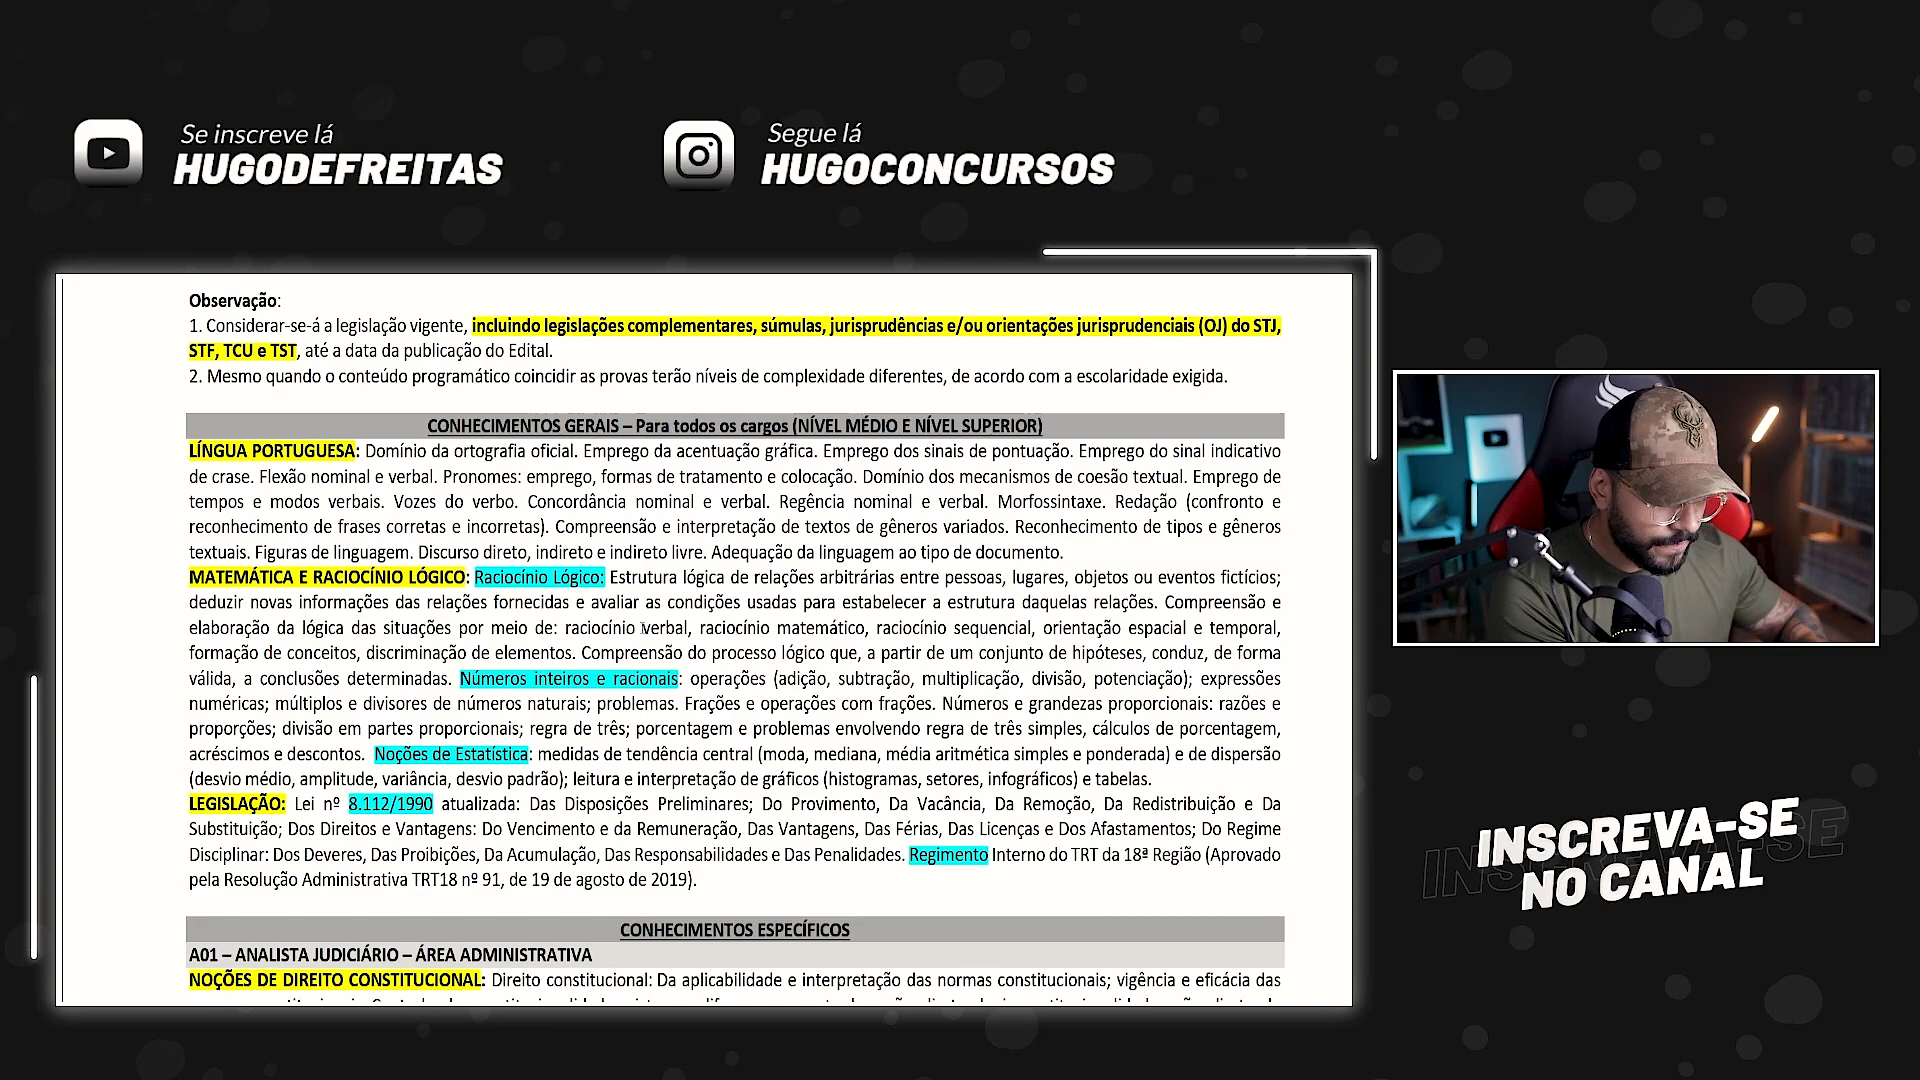 Se inscreve lá
HUGODEFREITAS
Segue lá
HUGOCONCURSOS
Observação:
1. Considerar-se-á a legislação vigente, incluindo legislações complementares, súmulas, jurisprudências e/ou orientações jurisprudenciais (OJ) do STJ,
STF, TCU e TST, até a data da publicação do Edital.
2. Mesmo quando o conteúdo programático coincidir as provas terão níveis de complexidade diferentes, de acordo com a escolaridade exigida.
CONHECIMENTOS GERAIS – Para todos os cargos (NÍVEL MÉDIO E NÍVEL SUPERIOR)
LÍNGUA PORTUGUESA: Domínio da ortografia oficial. Emprego da acentuação gráfica. Emprego dos sinais de pontuação. Emprego do sinal indicativo
de crase. Flexão nominal e verbal. Pronomes: emprego, formas de tratamento e colocação. Domínio dos mecanismos de coesão textual. Emprego de
tempos e modos verbais. Vozes do verbo. Concordância nominal e verbal. Regência nominal e verbal. Morfossintaxe. Redação (confronto e
reconhecimento de frases corretas e incorretas). Compreensão e interpretação de textos de gêneros variados. Reconhecimento de tipos e gêneros
textuais. Figuras de linguagem. Discurso direto, indireto e indireto livre. Adequação da linguagem ao tipo de documento.
MATEMÁTICA E RACIOCÍNIO LÓGICO: Raciocínio Lógico: Estrutura lógica de relações arbitrárias entre pessoas, lugares, objetos ou eventos fictícios;
deduzir novas informações das relações fornecidas e avaliar as condições usadas para estabelecer a estrutura daquelas relações. Compreensão e
elaboração da lógica das situações por meio de: raciocínio verbal, raciocínio matemático, raciocínio sequencial, orientação espacial e temporal,
formação de conceitos, discriminação de elementos. Compreensão do processo lógico que, a partir de um conjunto de hipóteses, conduz, de forma
válida, a conclusões determinadas. Números inteiros e racionais: operações (adição, subtração, multiplicação, divisão, potenciação); expressões
numéricas; múltiplos e divisores de números naturais; problemas. Frações e operações com frações. Números e grandezas proporcionais: razões e
proporções; divisão em partes proporcionais; regra de três; porcentagem e problemas envolvendo regra de três simples, cálculos de porcentagem,
acréscimos e descontos. Noções de Estatística: medidas de tendência central (moda, mediana, média aritmética simples e ponderada) e de dispersão
(desvio médio, amplitude, variância, desvio padrão); leitura e interpretação de gráficos (histogramas, setores, infográficos) e tabelas.
LEGISLAÇÃO: Lei nº 8.112/1990 atualizada: Das Disposições Preliminares; Do Provimento, Da Vacância, Da Remoção, Da Redistribuição e Da
Substituição; Dos Direitos e Vantagens: Do Vencimento e da Remuneração, Das Vantagens, Das Férias, Das Licenças e Dos Afastamentos; Do Regime
Disciplinar: Dos Deveres, Das Proibições, Da Acumulação, Das Responsabilidades e Das Penalidades. Regimento Interno do TRT da 18ª Região (Aprovado
pela Resolução Administrativa TRT18 nº 91, de 19 de agosto de 2019).
CONHECIMENTOS ESPECÍFICOS
A01 – ANALISTA JUDICIÁRIO – ÁREA ADMINISTRATIVA
NOÇÕES DE DIREITO CONSTITUCIONAL: Direito constitucional: Da aplicabilidade e interpretação das normas constitucionais; vigência e eficácia das
INSCREVA-SE
NO CANAL